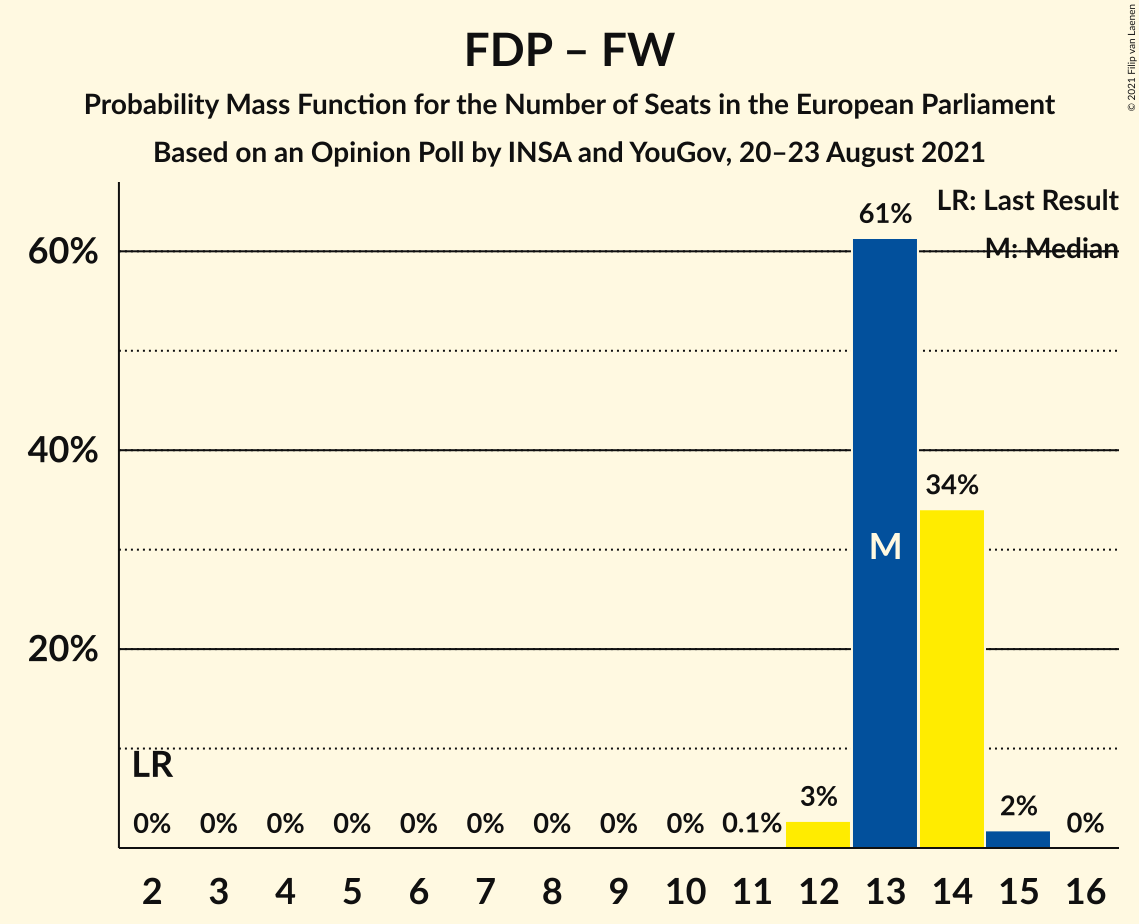 FDP – FW
Probability Mass Function for the Number of Seats in the European Parliament
Based on an Opinion Poll by INSA and YouGov, 20–23 August 2021
© 2021 Filip van Laenen
LR: Last Result
M: Median
60%
40%
20%
61%
34%
M
LR
0% 0% 0% 0% 0% 0% 0% 0% 0% 0.1% 3% 2% 0%
2 3 4 5 6 7 8 9 10 11 12 13 14 15 16